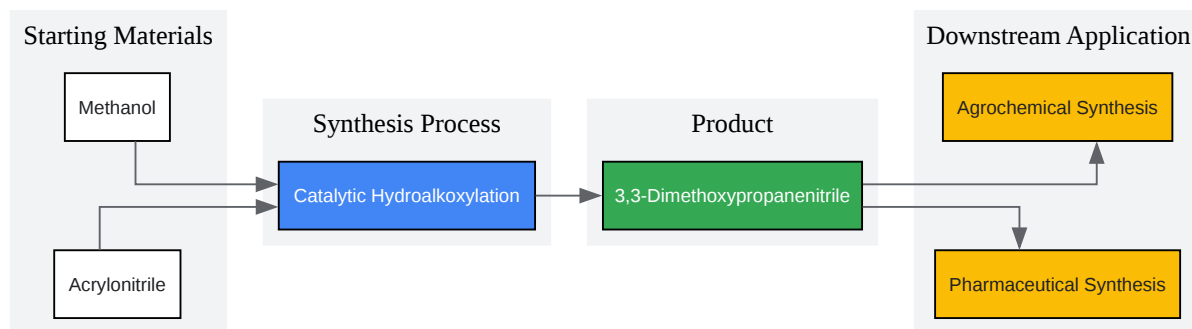 Starting Materials
Methanol
Acrylonitrile
Synthesis Process
Catalytic Hydroalkoxylation
Product
3,3-Dimethoxypropanenitrile
Downstream Application
Agrochemical Synthesis
Pharmaceutical Synthesis